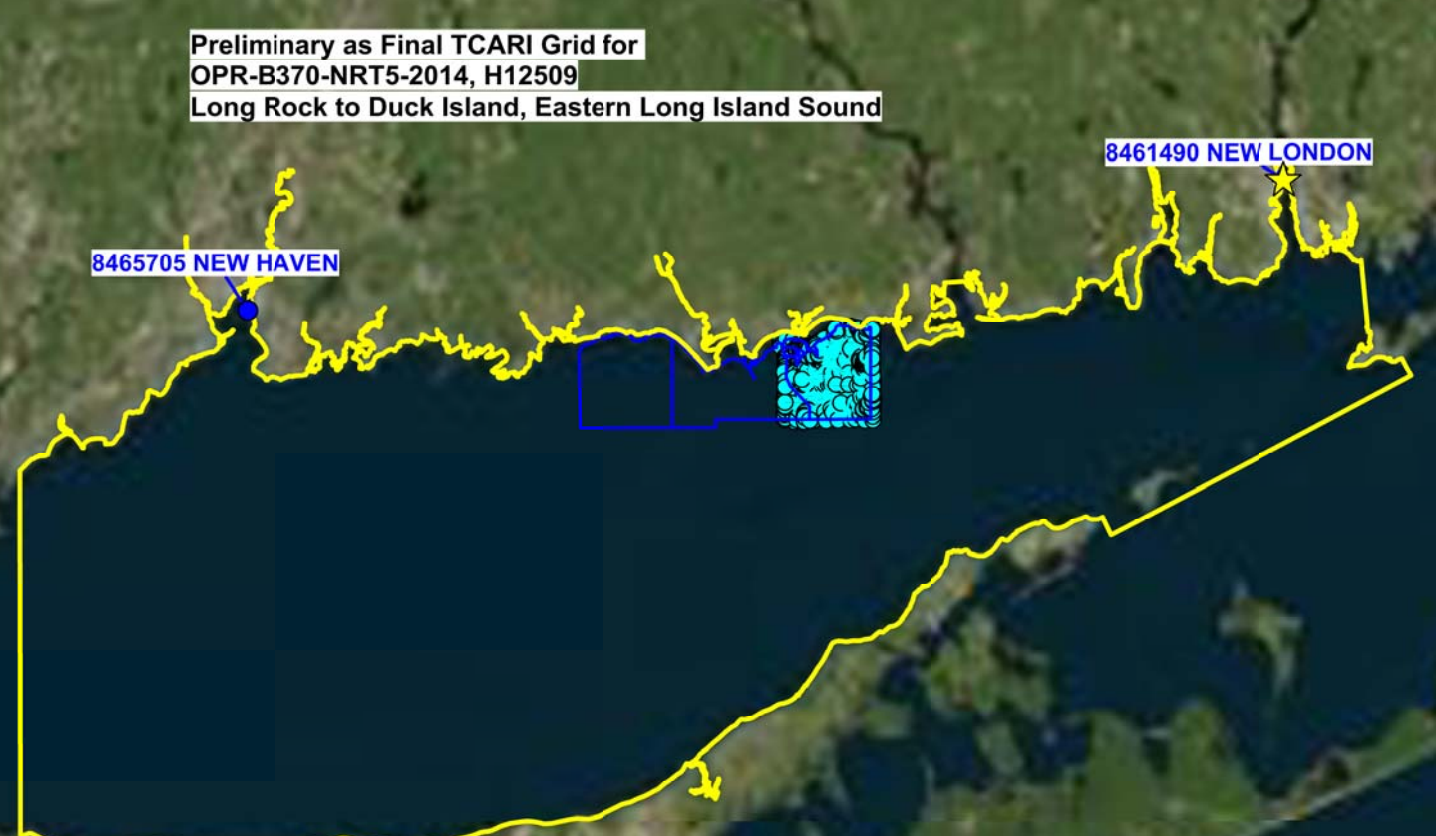 Preliminary as Final TCARI Grid for
OPR-B370-NRT5-2014, H12509
Long Rock to Duck Island, Eastern Long Island Sound
8461490 NEW LONDON
8465705 NEW HAVEN